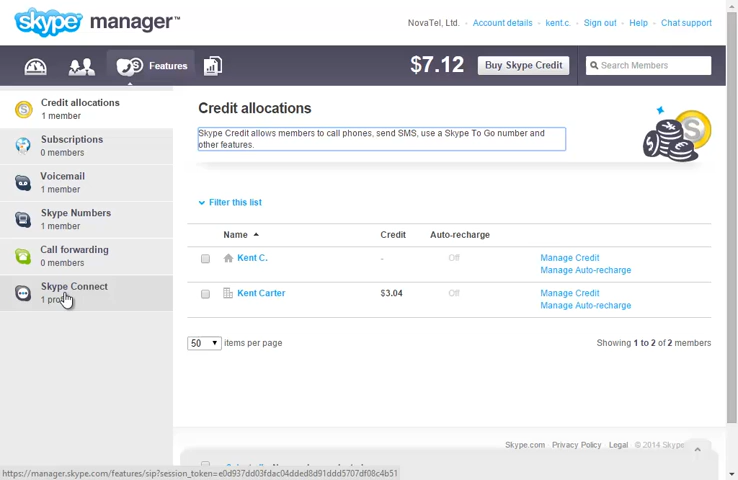 skype manager™
NovaTel, Ltd. Account details kent.c. Sign out Help Chat support
Features
$7.12
Buy Skype Credit
Search Members
Credit allocations
1 member
Subscriptions
0 members
Voicemail
1 member
Skype Numbers
1 member
Call forwarding
0 members
Skype Connect
1
Credit allocations
Skype Credit allows members to call phones, send SMS, use a Skype To Go number and
other features.
Filter this list
Name Credit Auto-recharge
Kent C. - Off Manage Credit
Manage Auto-recharge
Kent Carter $3.04 Off Manage Credit
Manage Auto-recharge
50 items per page Showing 1 to 2 of 2 members
Skype.com Privacy Policy Legal © 2014 Skype
https://manager.skype.com/features/sip?session_token=e0d937dd03fdac04dded8d91ddd5707df08c4b51